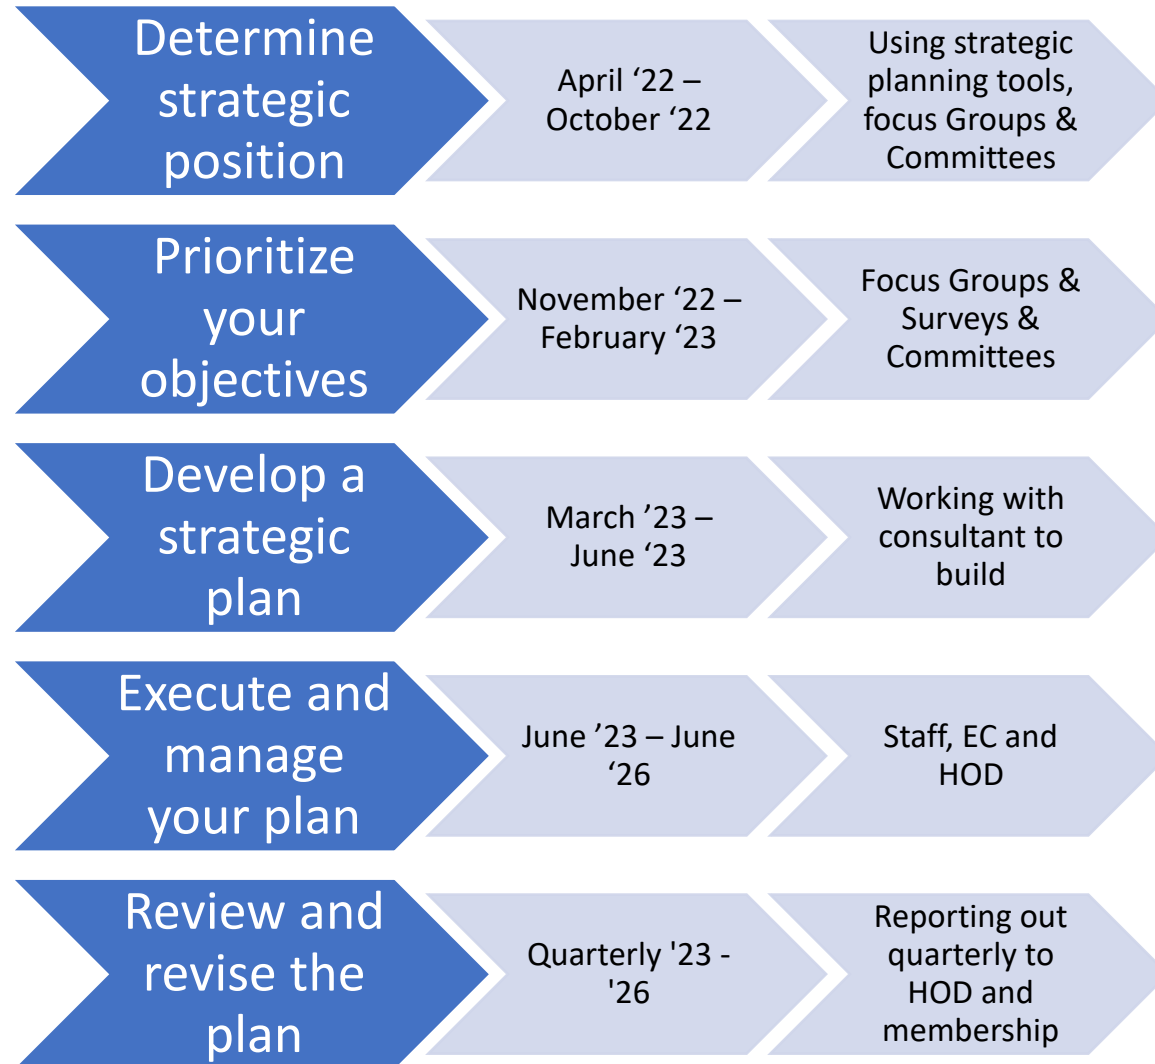 Determine
strategic
position
April ‘22 –
October ‘22
Using strategic
planning tools,
focus Groups &
Committees
Prioritize
your
objectives
November ‘22 –
February ‘23
Focus Groups &
Surveys &
Committees
Develop a
strategic
plan
March ’23 –
June ‘23
Working with
consultant to
build
Execute and
manage
your plan
June ’23 – June
‘26
Staff, EC and
HOD
Review and
revise the
plan
Quarterly '23 -
'26
Reporting out
quarterly to
HOD and
membership